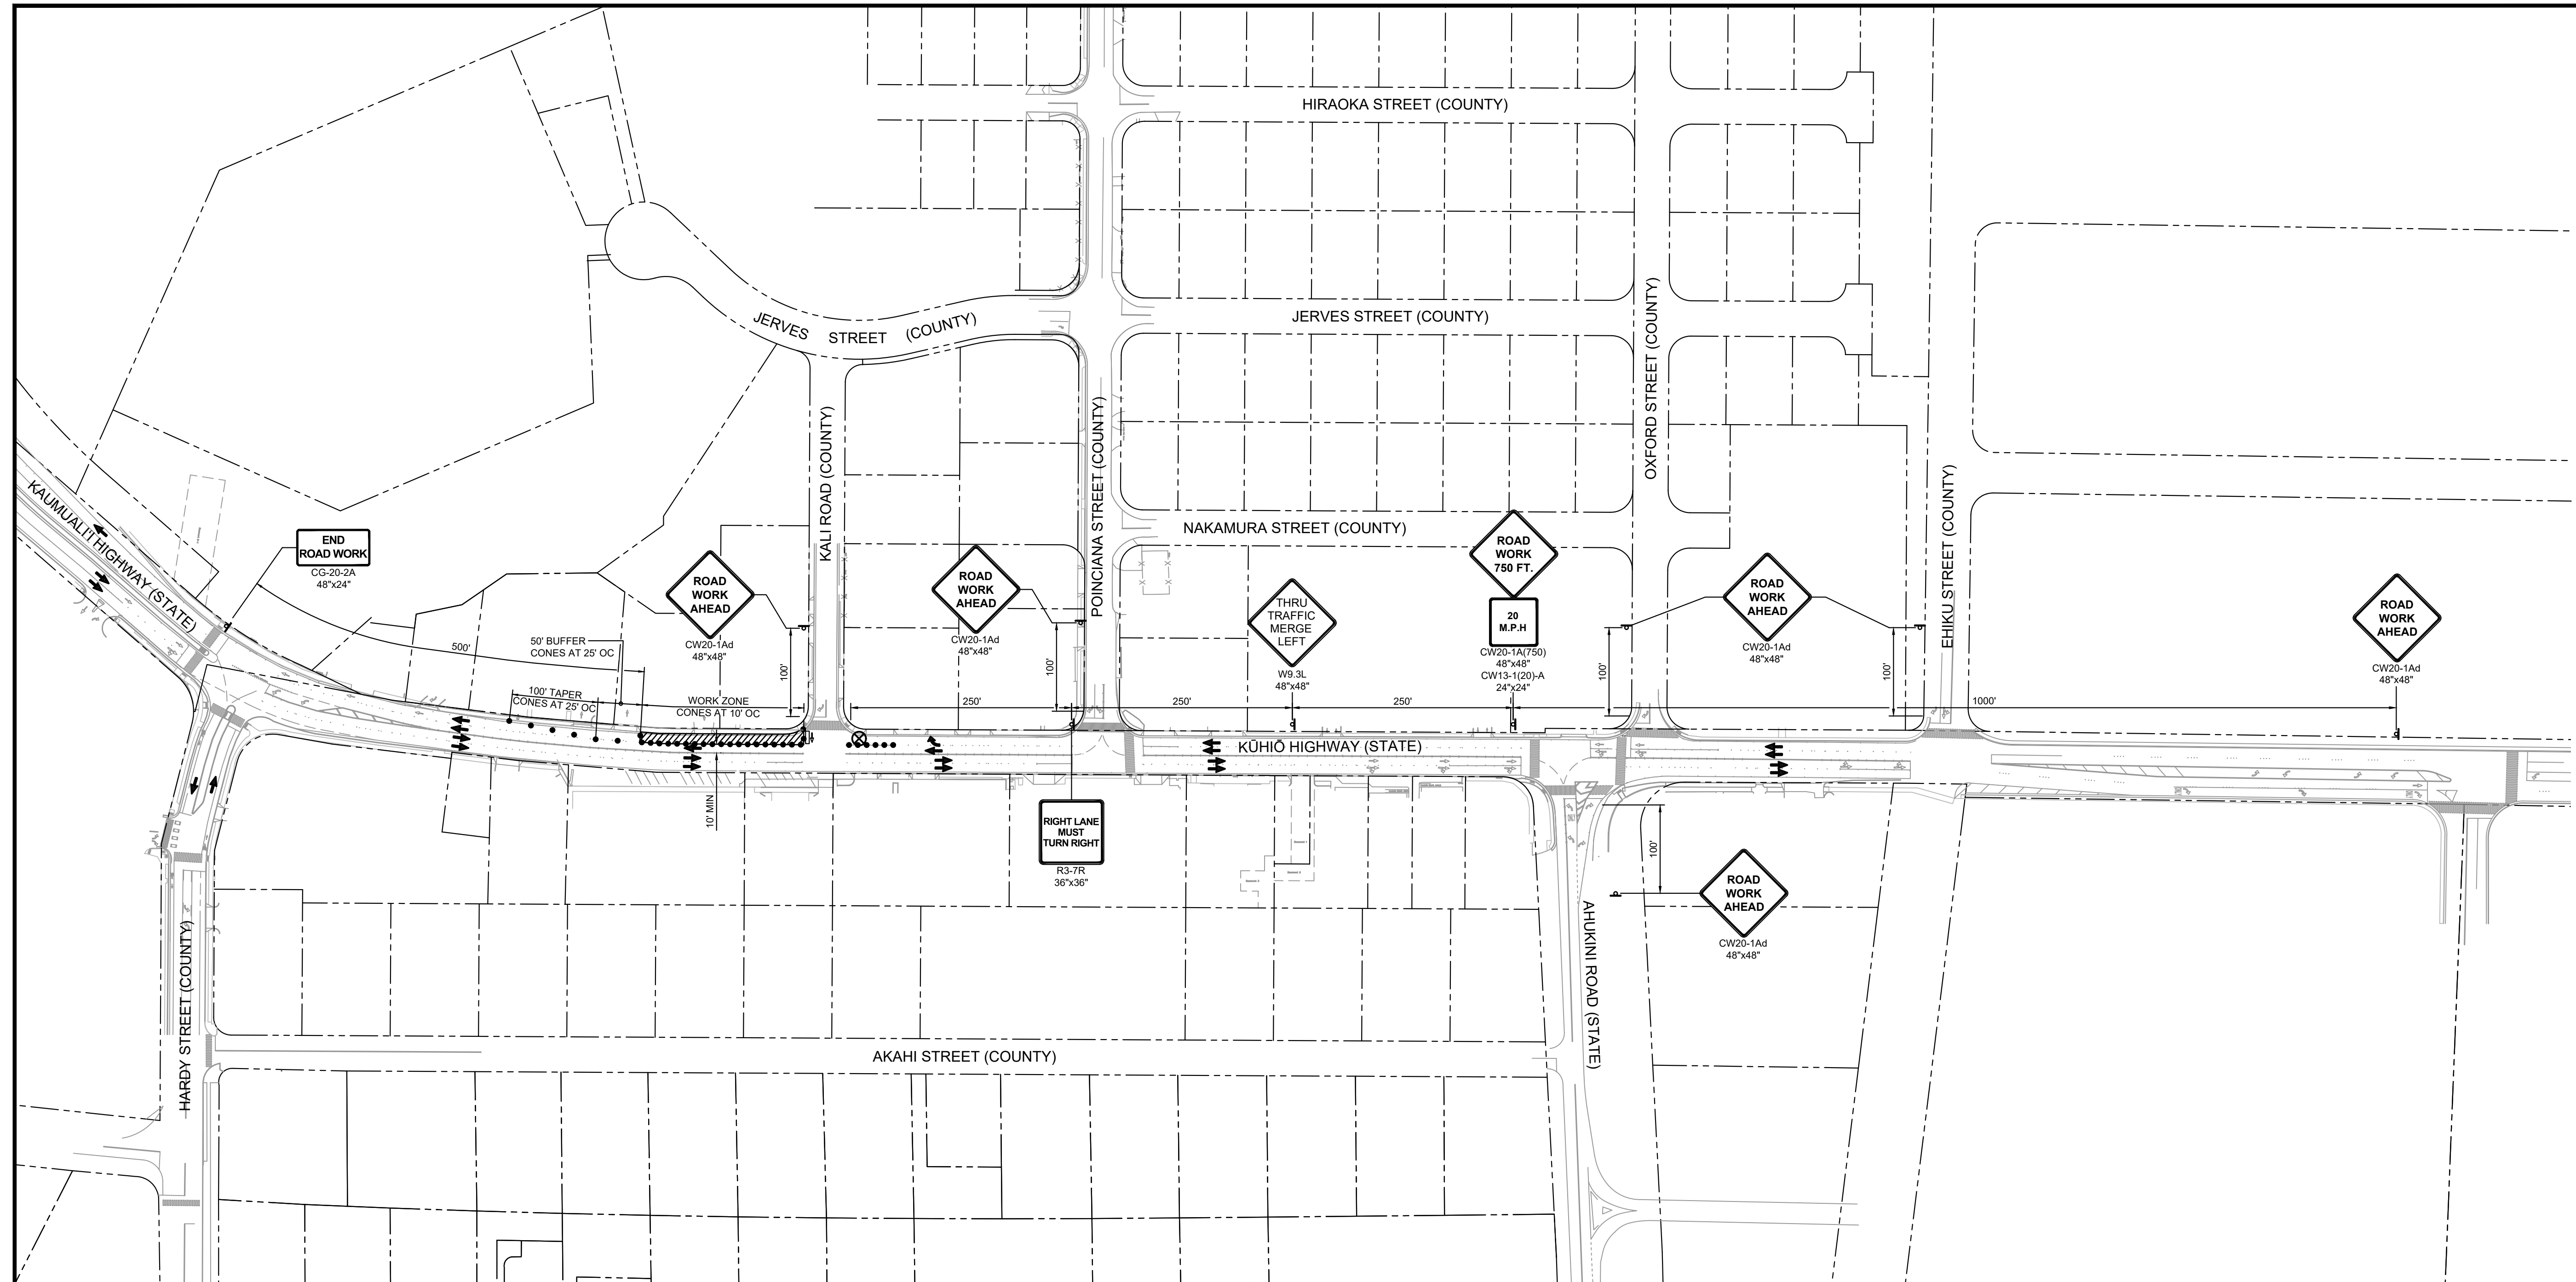 HIRAOKA STREET (COUNTY)
JERVES STREET (COUNTY)
JERVES STREET (COUNTY)
OXFORD STREET (COUNTY)
KALI ROAD (COUNTY)
POINCIANA STREET (COUNTY)
NAKAMURA STREET (COUNTY)
EHIKU STREET (COUNTY)
KAUMUALII HIGHWAY (STATE)
END
ROAD WORK
CG-20-2A
48"x24"
500'
50' BUFFER
CONES AT 25' OC
100' TAPER
CONES AT 25' OC
ROAD
WORK
AHEAD
CW20-1Ad
48"x48"
100'
WORK ZONE
CONES AT 10' OC
ROAD
WORK
AHEAD
CW20-1Ad
48"x48"
100'
250'
THRU
TRAFFIC
MERGE
LEFT
W9.3L
48"x48"
250'
ROAD
WORK
750 FT.
20
M.P.H
CW20-1A(750)
48"x48"
CW13-1(20)-A
24"x24"
250'
100'
ROAD
WORK
AHEAD
CW20-1Ad
48"x48"
100'
1000'
ROAD
WORK
AHEAD
CW20-1Ad
48"x48"
KŪHIŌ HIGHWAY (STATE)
10' MIN
RIGHT LANE
MUST
TURN RIGHT
R3-7R
36"x36"
100'
ROAD
WORK
AHEAD
CW20-1Ad
48"x48"
HARDY STREET (COUNTY)
AHUKINI ROAD (STATE)
AKAHI STREET (COUNTY)